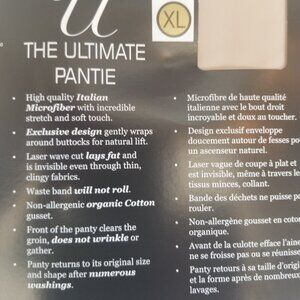 U
XL
THE ULTIMATE
PANTIE
• High quality Italian
Microfiber with incredible
stretch and soft touch.
• Exclusive design gently wraps
around buttocks for natural lift.
• Laser wave cut lays fat and
is invisible even through thin,
clingy fabrics.
• Waste band will not roll.
• Non-allergenic organic Cotton
gusset.
• Front of the panty clears the
groin, does not wrinkle or
gather.
• Panty returns to its original size
and shape after numerous
washings.
• Microfibre de haute qualité
italienne avec le bout droit
incroyable et doux au toucher.
• Design exclusif enveloppe
doucement autour de fesses po
un ascenseur naturel.
• Laser vague de coupe à plat et
est invisible, même à travers le
tissus minces, collant.
• Bande des déchets ne puisse pa
rouler.
• Non-allergène gousset en coto
organique.
• Avant de la culotte efface l'aine
ne se froisse pas ou se réunisse
• Panty retours à sa taille d'orig
et la forme après de nombreux
lavages.